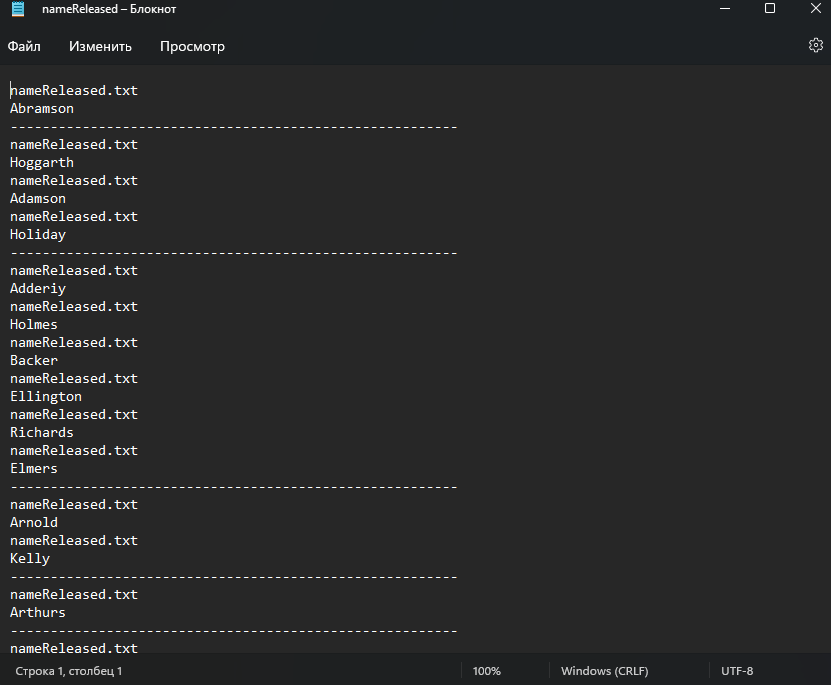 nameReleased – Блокнот
Файл Изменить Просмотр
nameReleased.txt
Abramson
--------------------------------------------------------
nameReleased.txt
Hoggarth
nameReleased.txt
Adamson
nameReleased.txt
Holiday
--------------------------------------------------------
nameReleased.txt
Adderiy
nameReleased.txt
Holmes
nameReleased.txt
Backer
nameReleased.txt
Ellington
nameReleased.txt
Richards
nameReleased.txt
Elmers
--------------------------------------------------------
nameReleased.txt
Arnold
nameReleased.txt
Kelly
--------------------------------------------------------
nameReleased.txt
Arthurs
--------------------------------------------------------
nameReleased.txt
Строка 1, столбец 1 100% Windows (CRLF) UTF-8